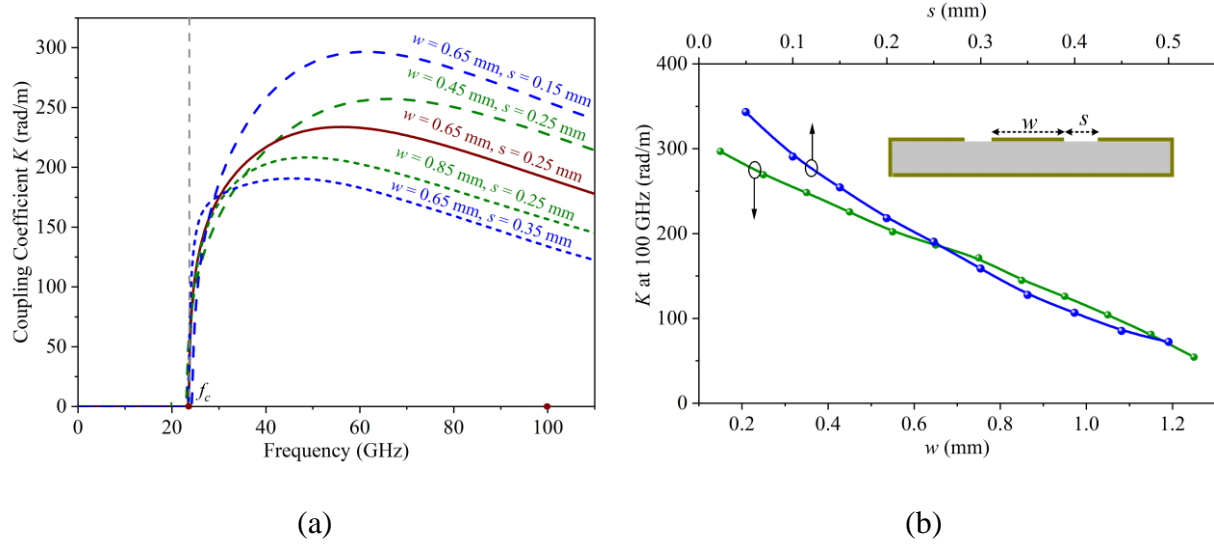 300
250
200
150
100
50
0
Coupling Coefficient K (rad/m)
w = 0.65 mm, s = 0.15 mm
w = 0.45 mm, s = 0.25 mm
w = 0.65 mm, s = 0.25 mm
w = 0.85 mm, s = 0.25 mm
w = 0.65 mm, s = 0.35 mm
f_c
0 20 40 60 80 100
Frequency (GHz)
(a)
s (mm)
0.0 0.1 0.2 0.3 0.4 0.5
400
300
200
100
0
K at 100 GHz (rad/m)
w s
0.2 0.4 0.6 0.8 1.0 1.2
w (mm)
(b)